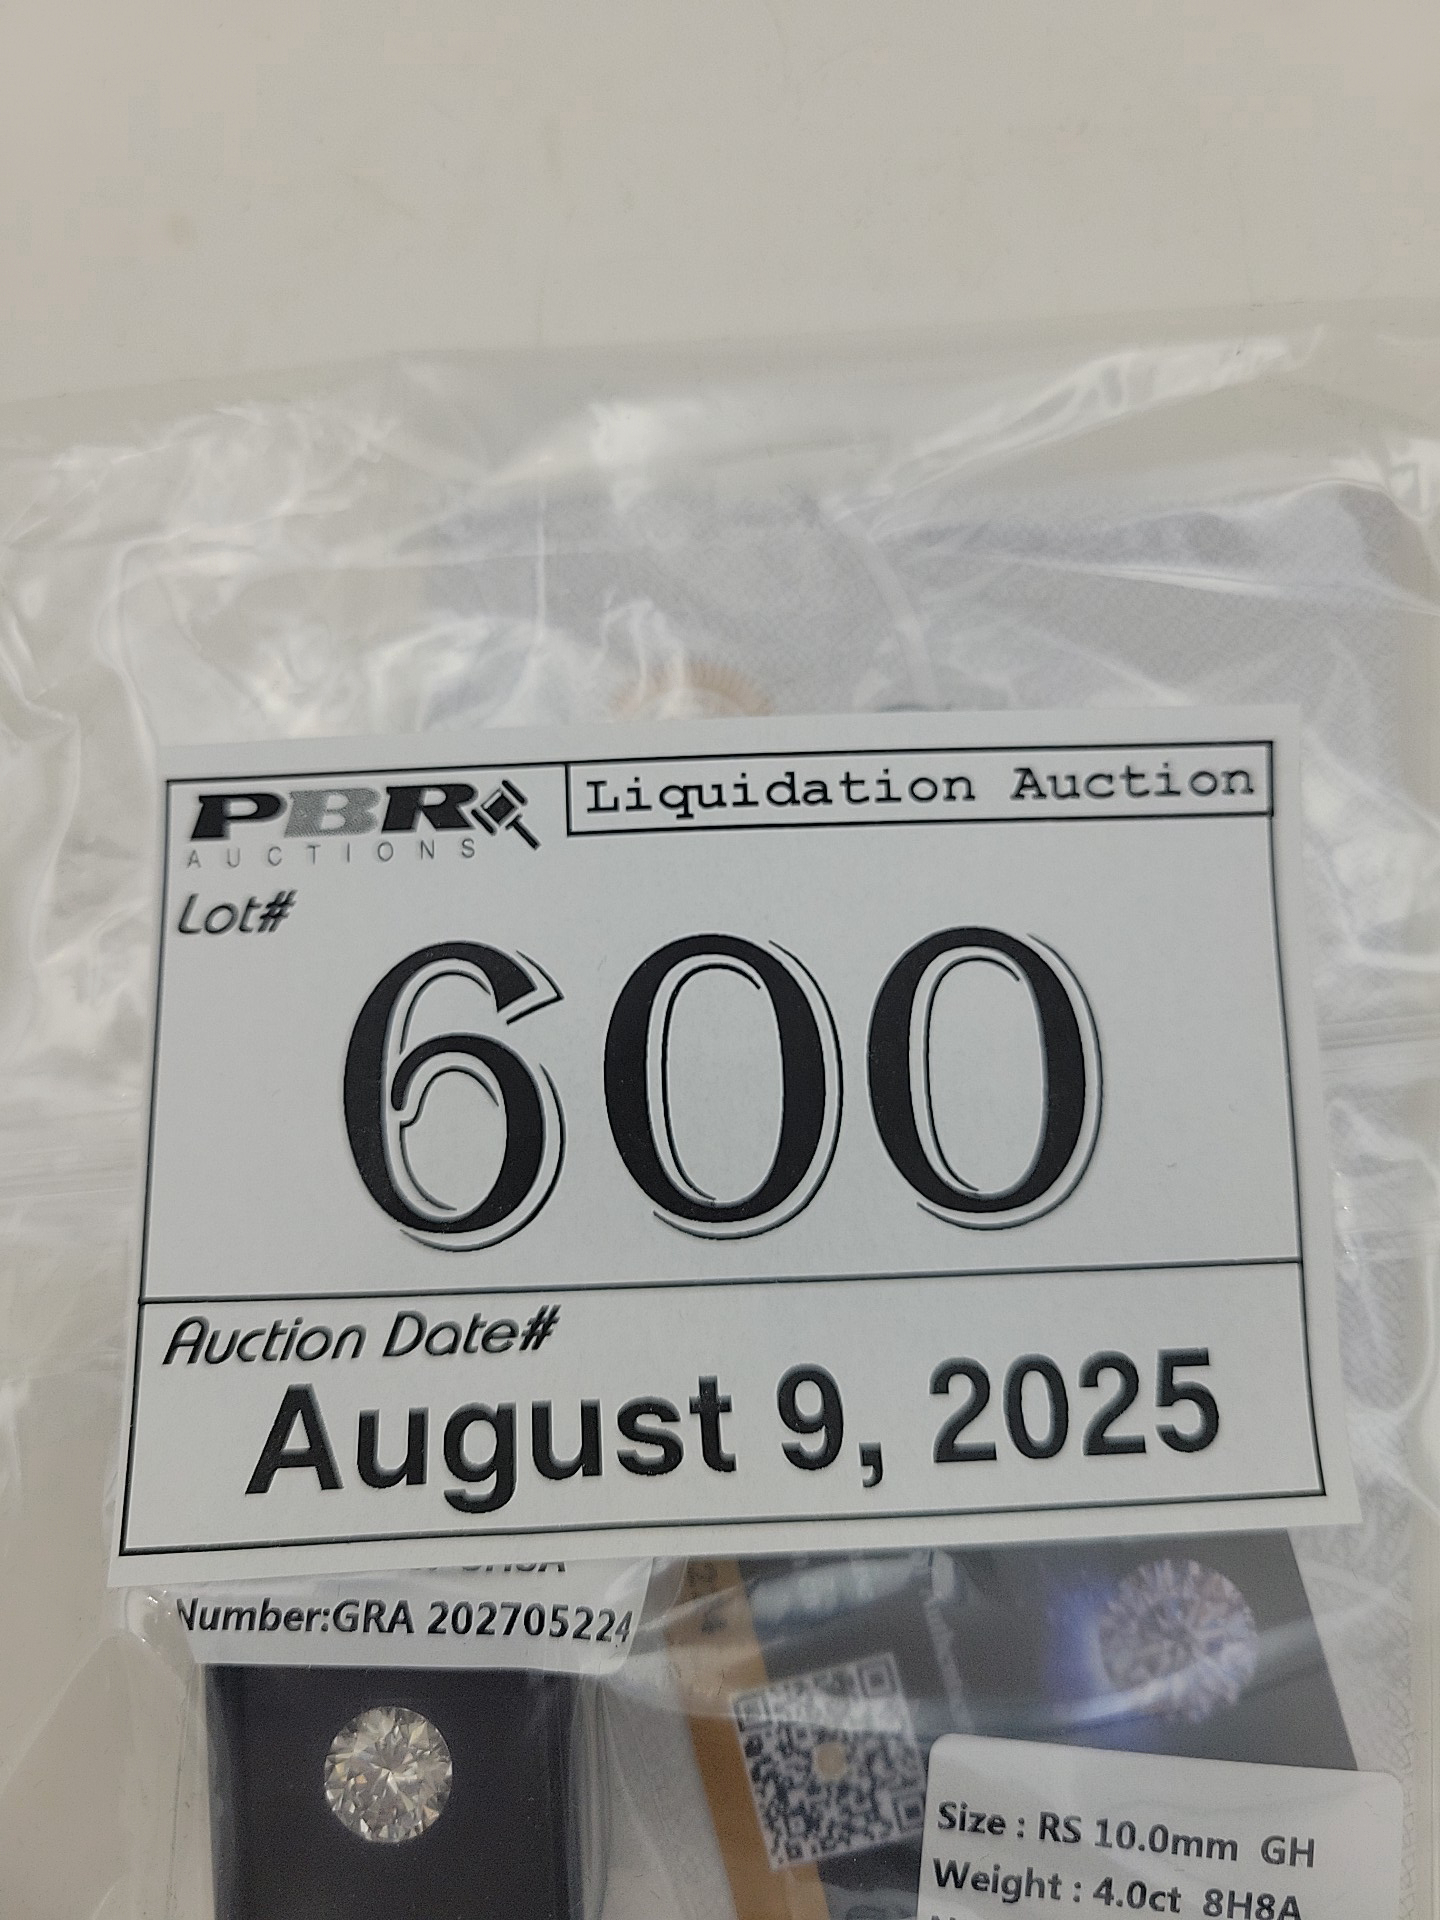 PBR
AUCTIONS
Liquidation Auction
Lot#
600
Auction Date#
August 9, 2025
Number:GRA 202705224
Size : RS 10.0mm GH
Weight : 4.0ct 8H8A